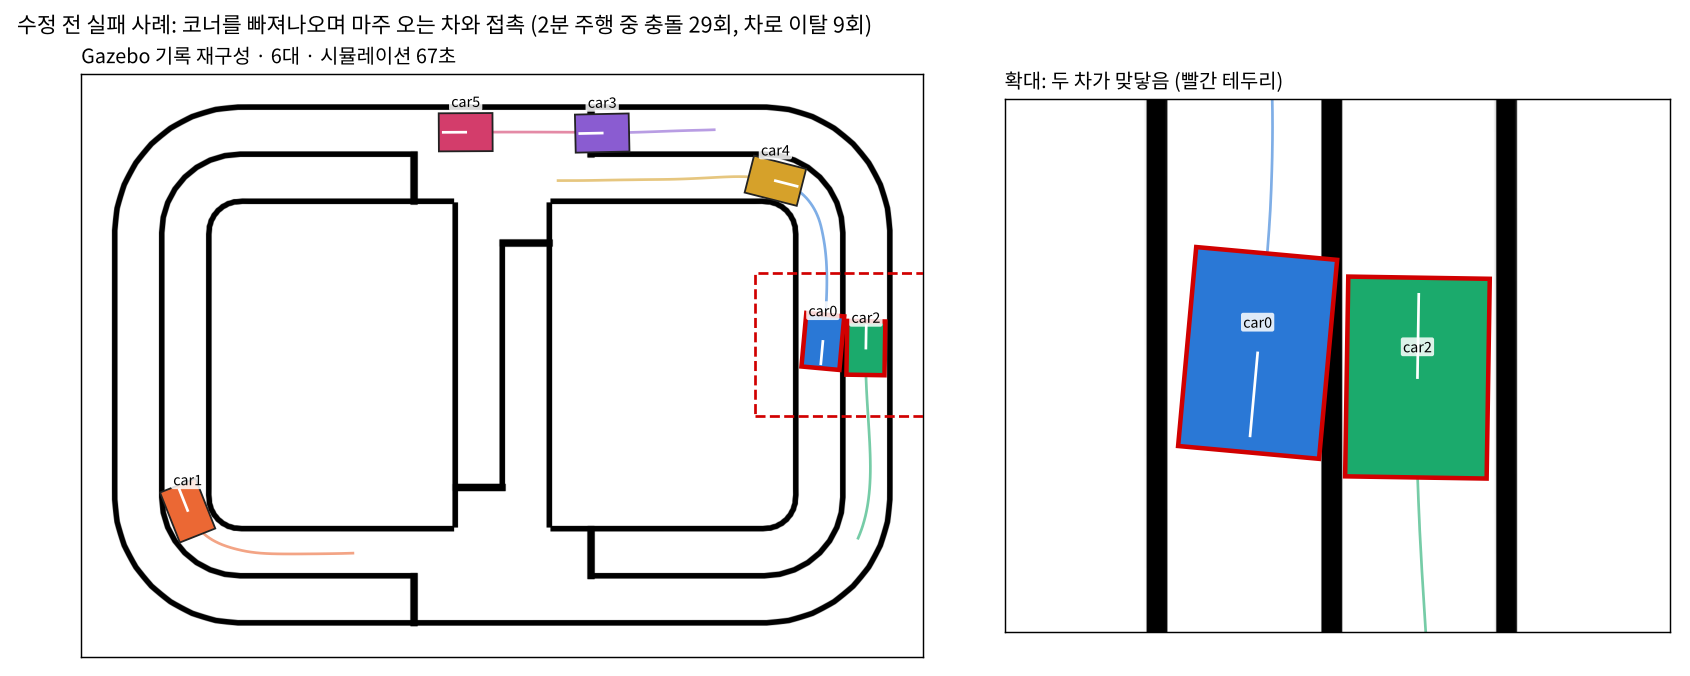 수정 전 실패 사례: 코너를 빠져나오며 마주 오는 차와 접촉 (2분 주행 중 충돌 29회, 차로 이탈 9회)
Gazebo 기록 재구성 · 6대 · 시뮬레이션 67초
확대: 두 차가 맞닿음 (빨간 테두리)
car5
car3
car4
car0
car2
car1
car0
car2